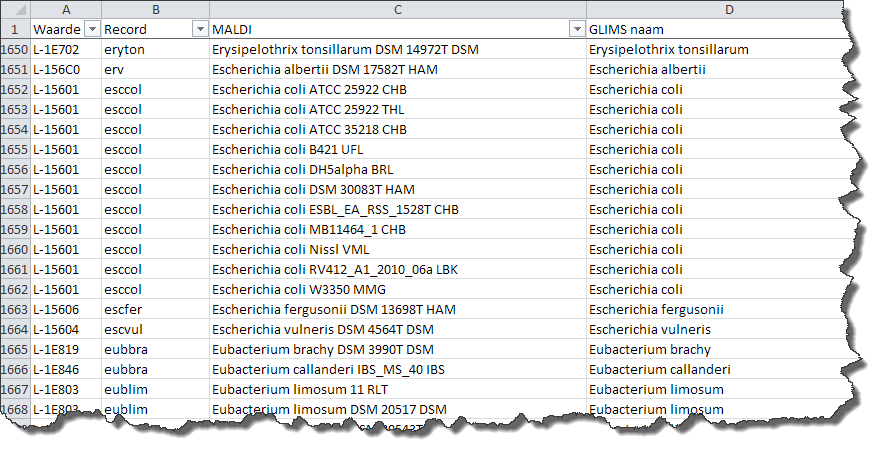 A B C D
1 Waarde Record MALDI GLIMS naam
1650 L-1E702 eryton Erysipelothrix tonsillarum DSM 14972T DSM Erysipelothrix tonsillarum
1651 L-156C0 erv Escherichia albertii DSM 17582T HAM Escherichia albertii
1652 L-15601 esccol Escherichia coli ATCC 25922 CHB Escherichia coli
1653 L-15601 esccol Escherichia coli ATCC 25922 THL Escherichia coli
1654 L-15601 esccol Escherichia coli ATCC 35218 CHB Escherichia coli
1655 L-15601 esccol Escherichia coli B421 UFL Escherichia coli
1656 L-15601 esccol Escherichia coli DH5alpha BRL Escherichia coli
1657 L-15601 esccol Escherichia coli DSM 30083T HAM Escherichia coli
1658 L-15601 esccol Escherichia coli ESBL_EA_RSS_1528T CHB Escherichia coli
1659 L-15601 esccol Escherichia coli MB11464_1 CHB Escherichia coli
1660 L-15601 esccol Escherichia coli Nissl VML Escherichia coli
1661 L-15601 esccol Escherichia coli RV412_A1_2010_06a LBK Escherichia coli
1662 L-15601 esccol Escherichia coli W3350 MMG Escherichia coli
1663 L-15606 escfer Escherichia fergusonii DSM 13698T HAM Escherichia fergusonii
1664 L-15604 escvul Escherichia vulneris DSM 4564T DSM Escherichia vulneris
1665 L-1E819 eubbra Eubacterium brachy DSM 3990T DSM Eubacterium brachy
1666 L-1E846 eubbra Eubacterium callanderi IBS_MS_40 IBS Eubacterium callanderi
1667 L-1E803 eublim Eubacterium limosum 11 RLT Eubacterium limosum
1668 L-1E803 eublim Eubacterium limosum DSM 20517 DSM Eubacterium limosum